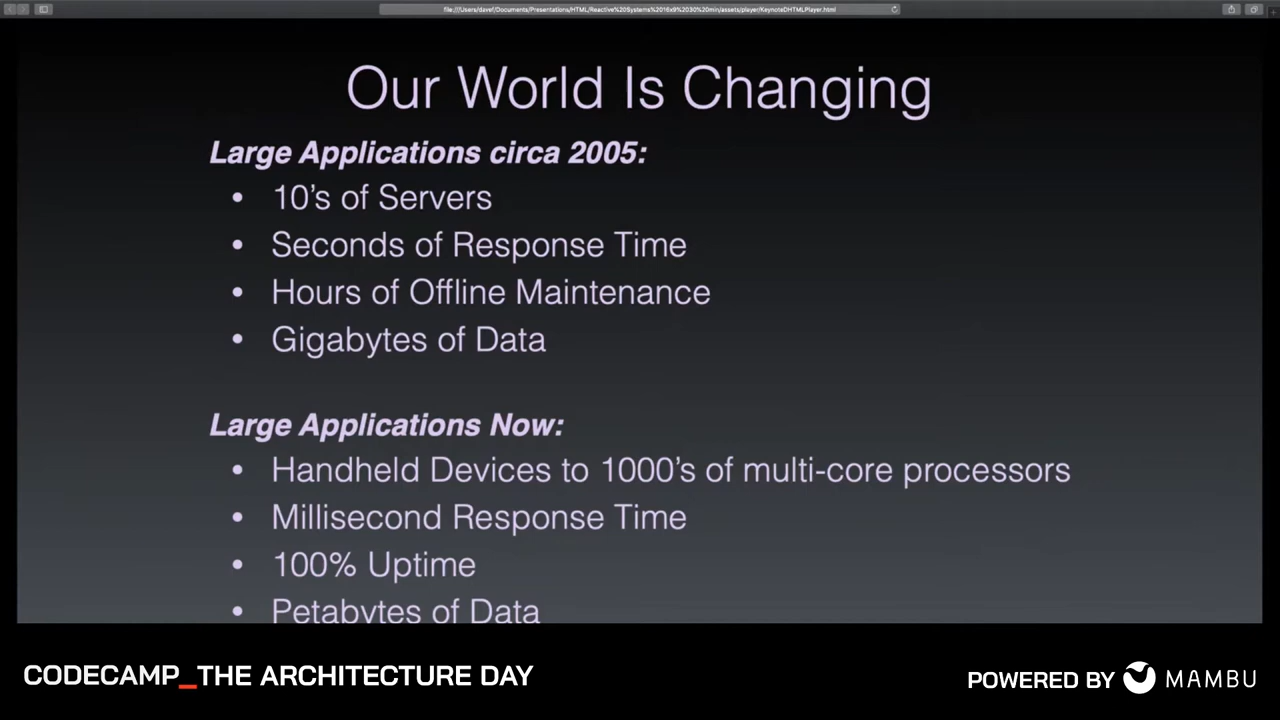 file:///Users/davef/Documents/Presentations/HTML/Reactive%20Systems%2016x9%2030%20min/assets/player/KeynoteDHTMLPlayer.html
Our World Is Changing
Large Applications circa 2005:
• 10's of Servers
• Seconds of Response Time
• Hours of Offline Maintenance
• Gigabytes of Data
Large Applications Now:
• Handheld Devices to 1000's of multi-core processors
• Millisecond Response Time
• 100% Uptime
• Petabytes of Data
CODECAMP_THE ARCHITECTURE DAY
POWERED BY MAMBU